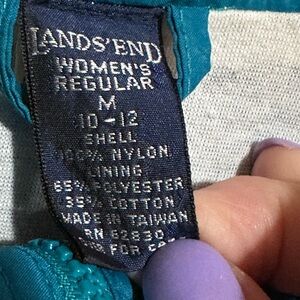 LANDS' END
WOMEN'S
REGULAR
M
10-12
SHELL
100% NYLON
LINING
65% POLYESTER
35% COTTON
MADE IN TAIWAN
RN 62830
FOR